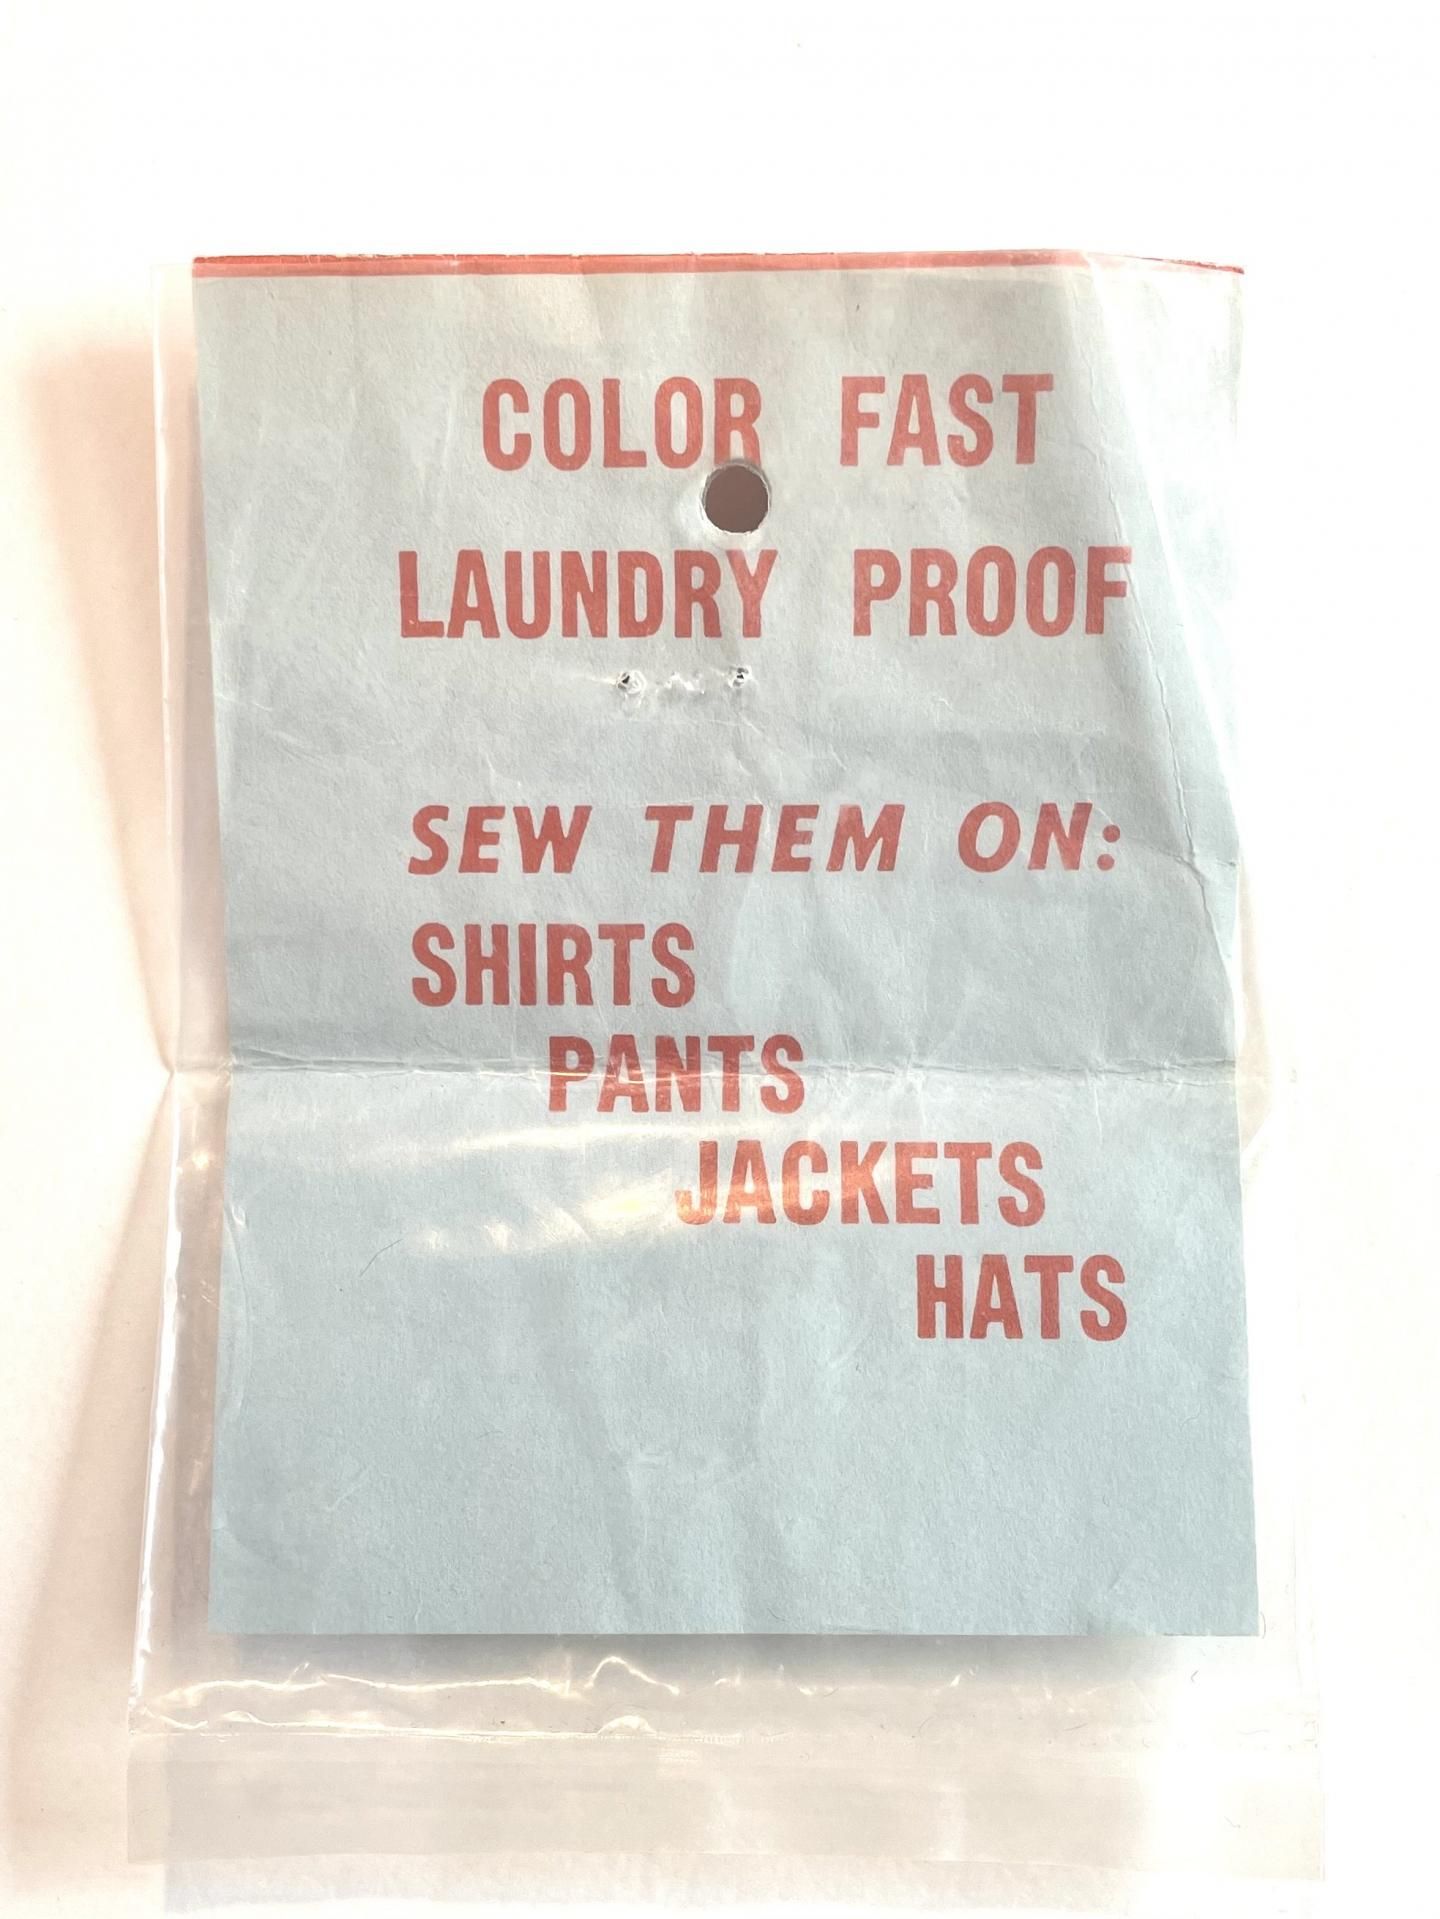 COLOR FAST
LAUNDRY PROOF
SEW THEM ON:
SHIRTS
PANTS
JACKETS
HATS